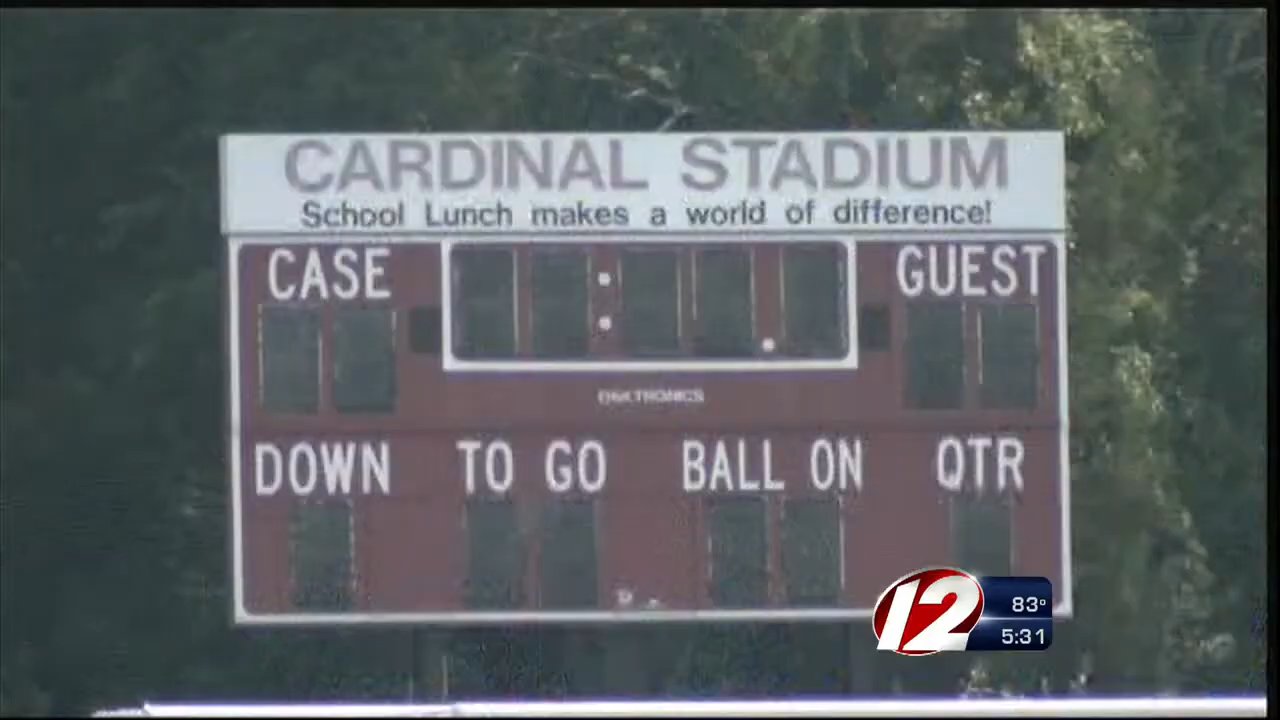 CARDINAL STADIUM
School Lunch makes a world of difference!
CASE
GUEST
DAKTRONICS
DOWN TO GO BALL ON QTR
12
83°
5:31